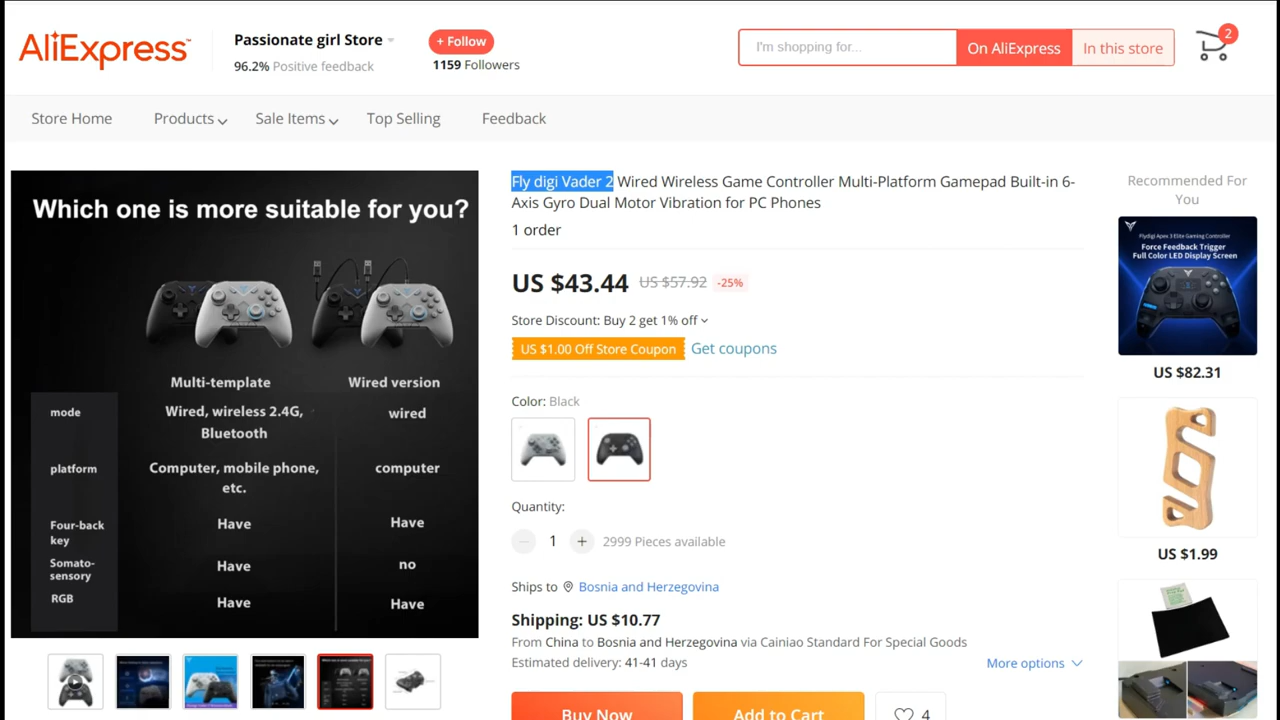 AliExpress
Passionate girl Store
+ Follow
96.2% Positive feedback
1159 Followers
I'm shopping for...
On AliExpress
In this store
2
Store Home
Products
Sale Items
Top Selling
Feedback
Which one is more suitable for you?
Multi-template
Wired version
mode
Wired, wireless 2.4G,
Bluetooth
wired
platform
Computer, mobile phone,
etc.
computer
Four-back
key
Have
Have
Somato-
sensory
Have
no
RGB
Have
Have
Fly digi Vader 2 Wired Wireless Game Controller Multi-Platform Gamepad Built-in 6-
Axis Gyro Dual Motor Vibration for PC Phones
1 order
US $43.44 US $57.92 -25%
Store Discount: Buy 2 get 1% off
US $1.00 Off Store Coupon Get coupons
Color: Black
Quantity:
1
2999 Pieces available
Ships to Bosnia and Herzegovina
Shipping: US $10.77
From China to Bosnia and Herzegovina via Cainiao Standard For Special Goods
Estimated delivery: 41-41 days
More options
Buy Now
Add to Cart
4
Recommended For
You
Flydigi Apex 3 Elite Gaming Controller
Force Feedback Trigger
Full Color LED Display Screen
US $82.31
US $1.99